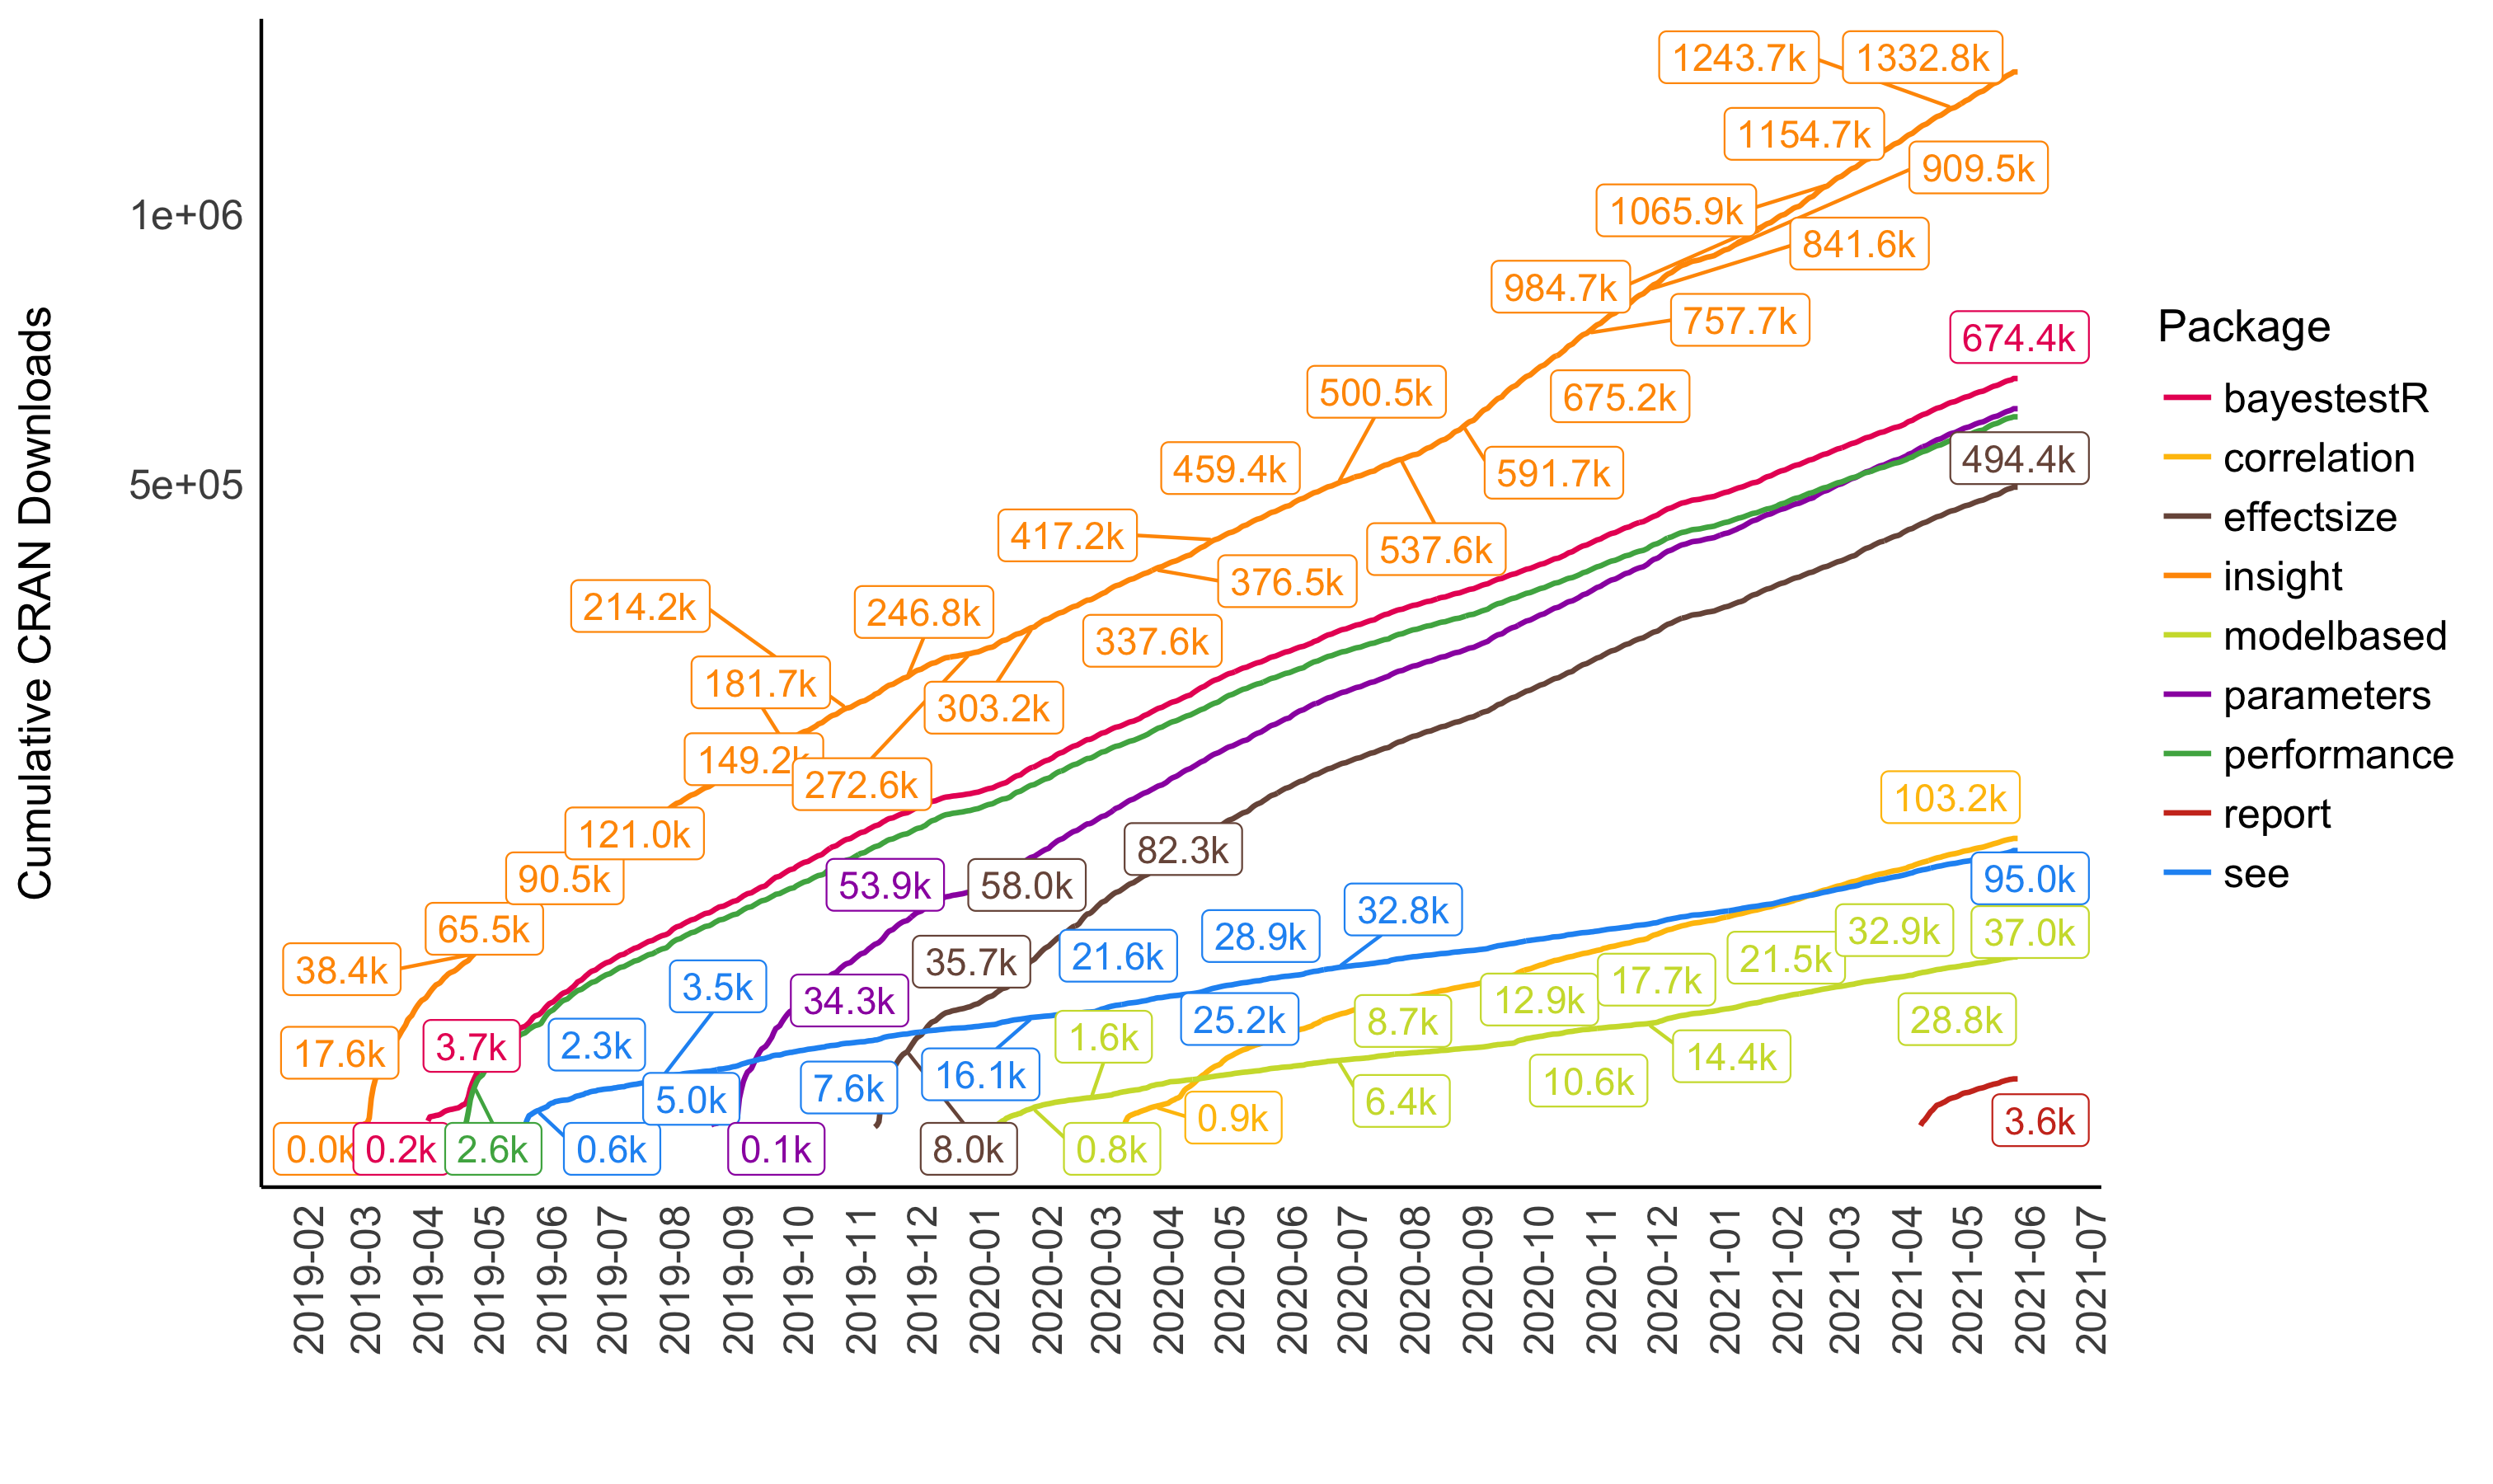 Cumulative CRAN Downloads
1e+06
5e+05
1243.7k
1332.8k
1154.7k
909.5k
1065.9k
841.6k
984.7k
757.7k
674.4k
500.5k
675.2k
459.4k
591.7k
494.4k
417.2k
537.6k
376.5k
214.2k
246.8k
337.6k
181.7k
303.2k
149.2k
272.6k
103.2k
121.0k
82.3k
90.5k
53.9k
58.0k
95.0k
65.5k
32.8k
28.9k
32.9k
37.0k
38.4k
35.7k
21.6k
21.5k
3.5k
34.3k
17.7k
12.9k
25.2k
8.7k
28.8k
17.6k
3.7k
2.3k
1.6k
14.4k
16.1k
10.6k
7.6k
5.0k
6.4k
0.9k
3.6k
0.0k
0.2k
2.6k
0.6k
0.1k
8.0k
0.8k
2019-02
2019-03
2019-04
2019-05
2019-06
2019-07
2019-08
2019-09
2019-10
2019-11
2019-12
2020-01
2020-02
2020-03
2020-04
2020-05
2020-06
2020-07
2020-08
2020-09
2020-10
2020-11
2020-12
2021-01
2021-02
2021-03
2021-04
2021-05
2021-06
2021-07
Package
bayestestR
correlation
effectsize
insight
modelbased
parameters
performance
report
see